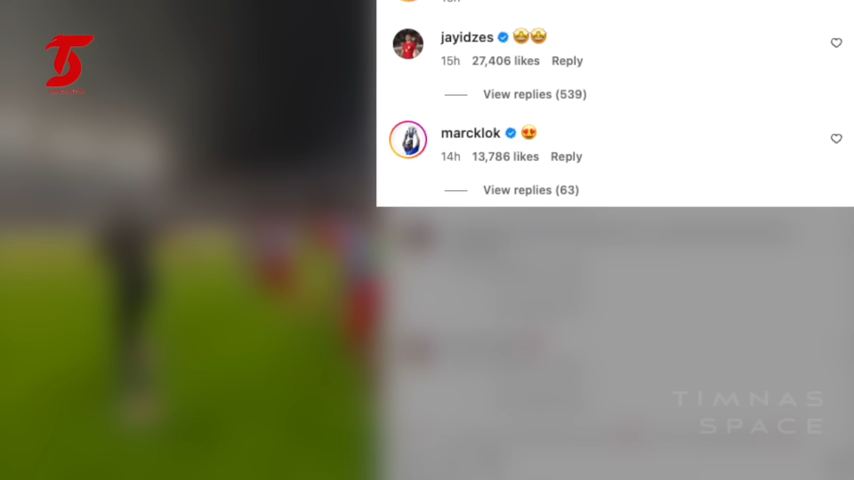 jayidzes 🤩🤩
15h 27,406 likes Reply
View replies (539)
marcklok 😍
14h 13,786 likes Reply
View replies (63)
TIMNAS
SPACE